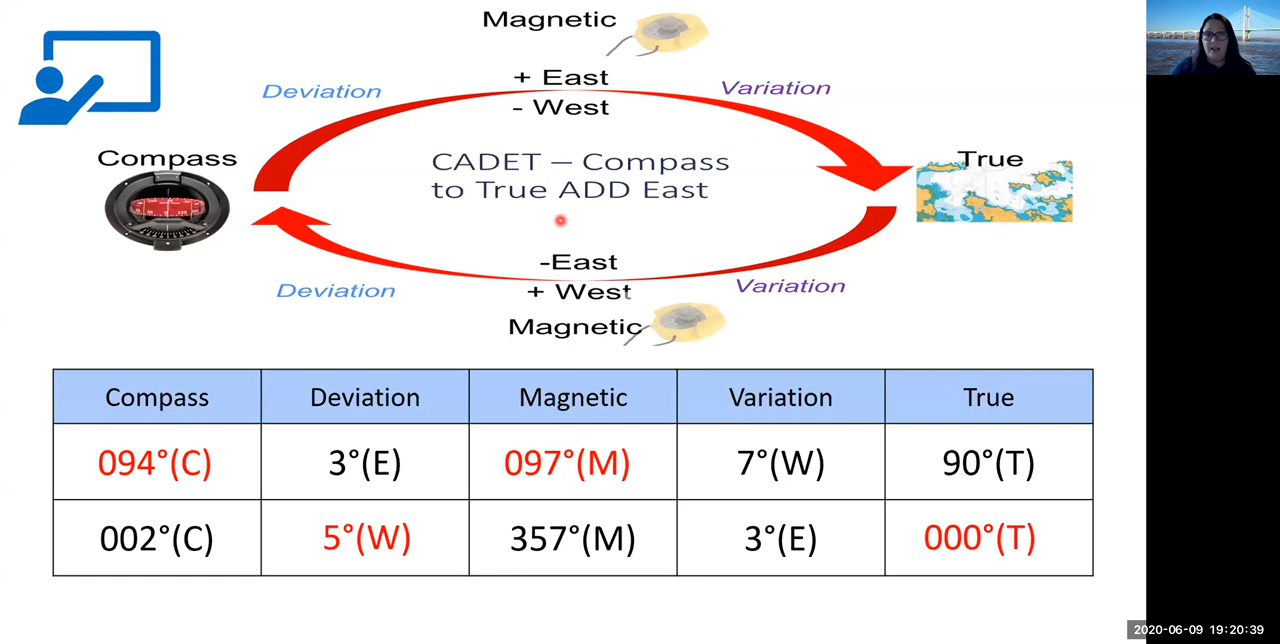 Magnetic
+ East
Deviation
Variation
- West
Compass
True
CADET – Compass
to True ADD East
-East
Deviation
+ West
Variation
Magnetic
Compass Deviation Magnetic Variation True
094°(C) 3°(E) 097°(M) 7°(W) 90°(T)
002°(C) 5°(W) 357°(M) 3°(E) 000°(T)
2020-06-09 19:20:39